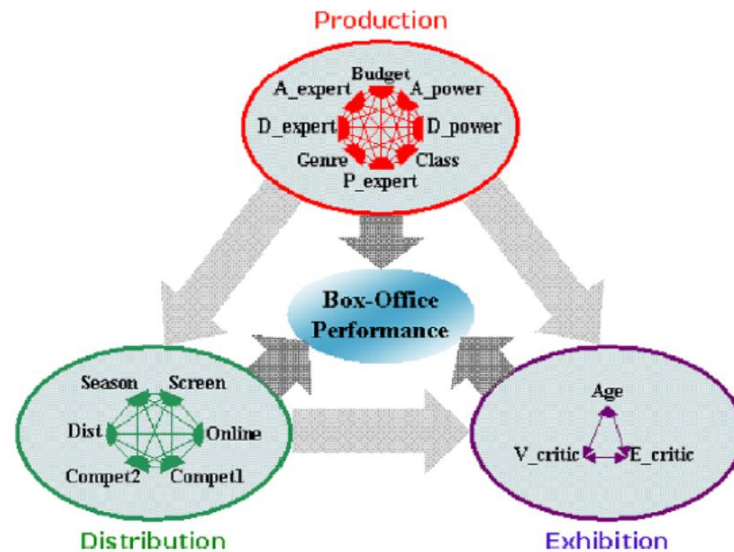 Production
Budget
A_expert A_power
D_expert D_power
Genre Class
P_expert
Box-Office
Performance
Season Screen
Dist Online
Compet2 Compet1
Distribution
Age
V_critic E_critic
Exhibition